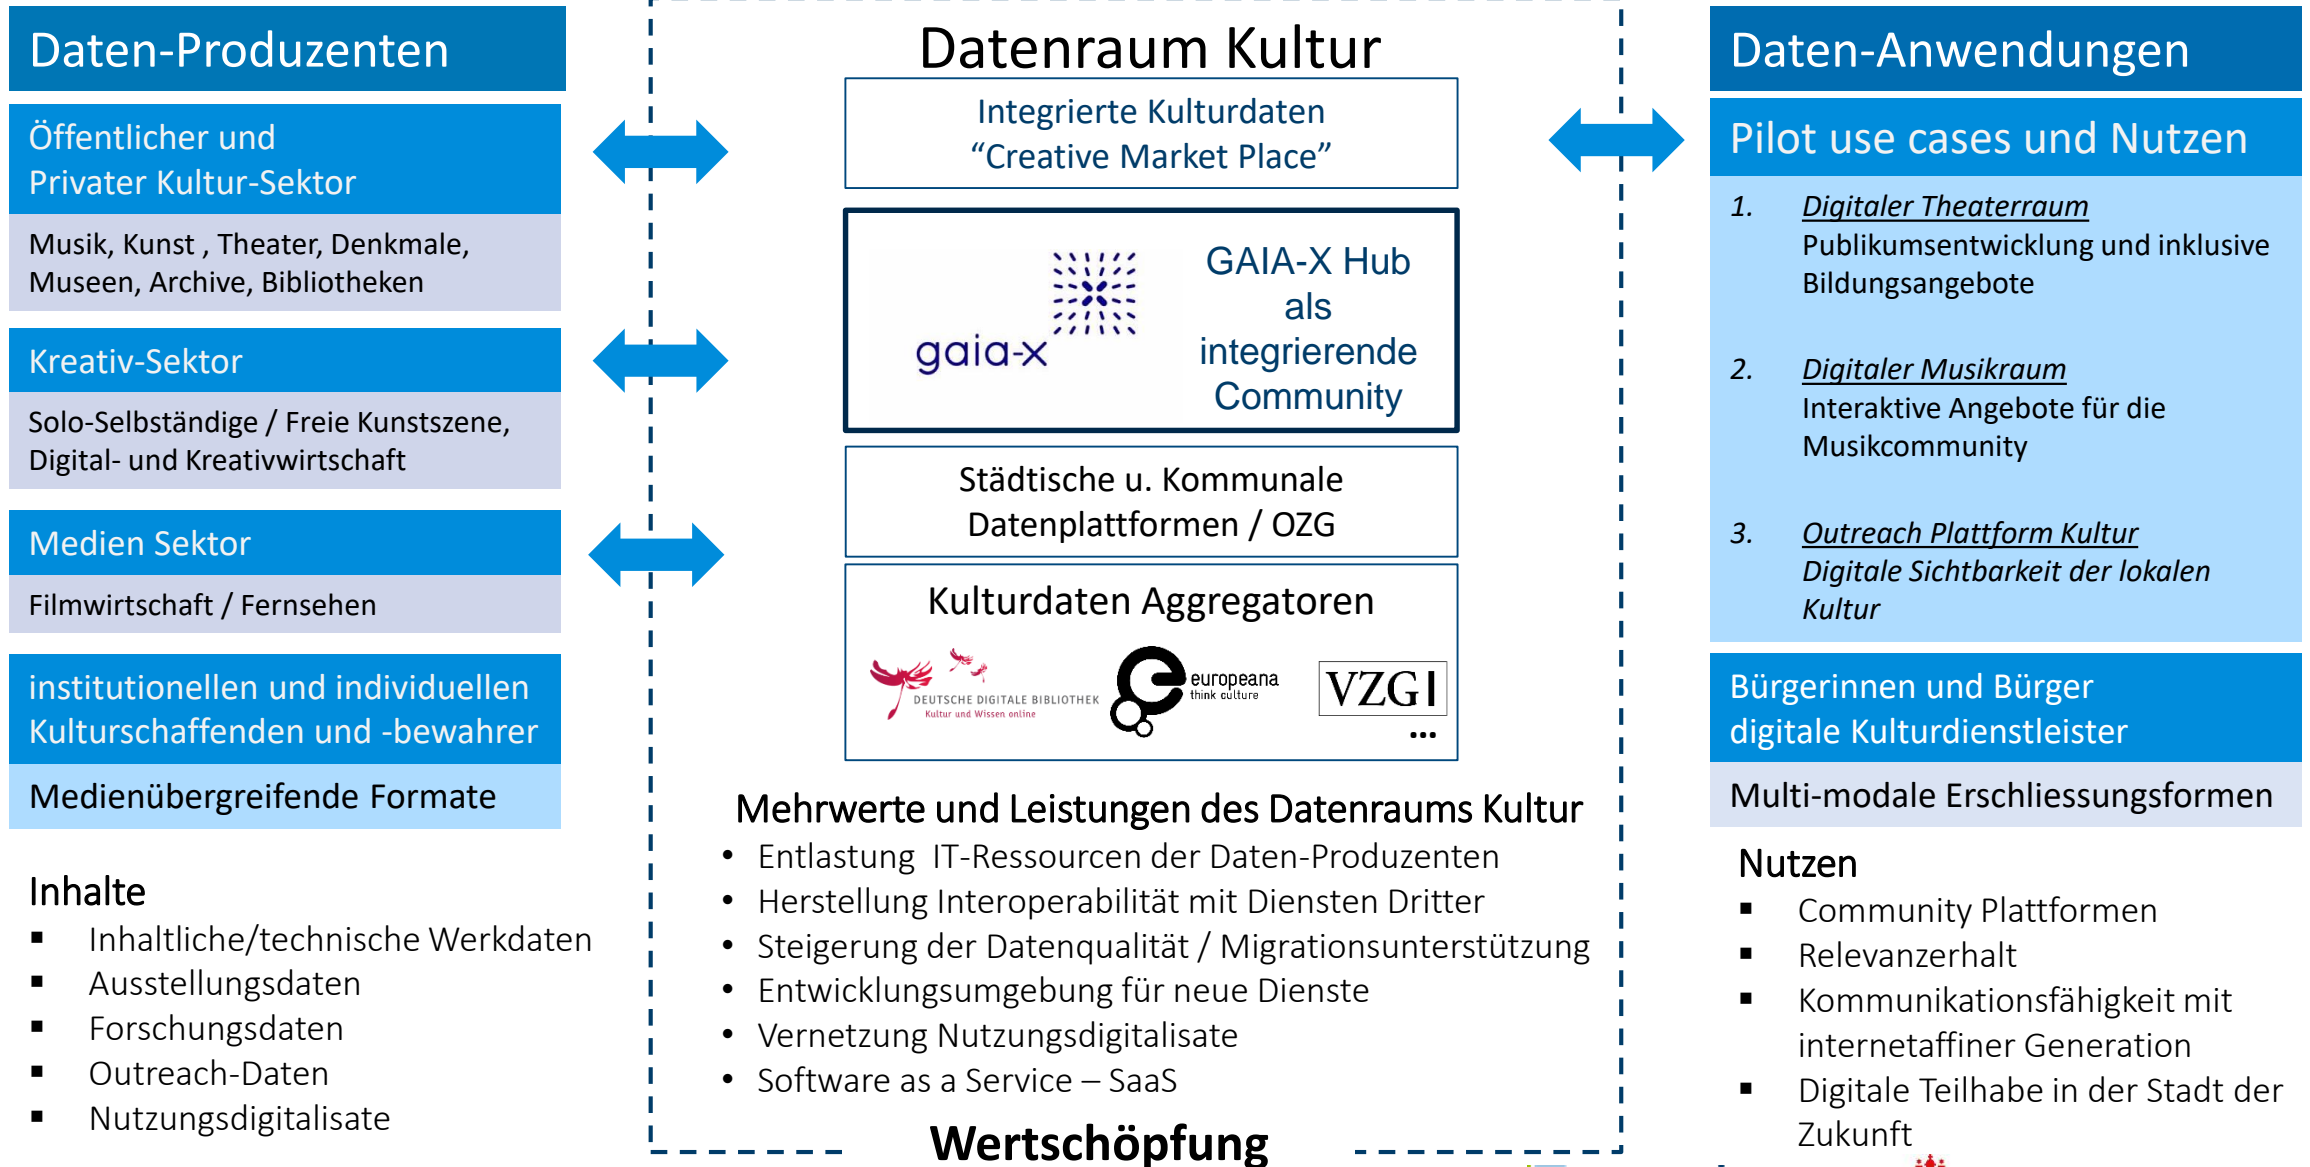 Daten-Produzenten
Öffentlicher und
Privater Kultur-Sektor
Musik, Kunst , Theater, Denkmale,
Museen, Archive, Bibliotheken
Kreativ-Sektor
Solo-Selbständige / Freie Kunstszene,
Digital- und Kreativwirtschaft
Medien Sektor
Filmwirtschaft / Fernsehen
institutionellen und individuellen
Kulturschaffenden und -bewahrer
Medienübergreifende Formate
Inhalte
▪ Inhaltliche/technische Werkdaten
▪ Ausstellungsdaten
▪ Forschungsdaten
▪ Outreach-Daten
▪ Nutzungsdigitalisate
Datenraum Kultur
Integrierte Kulturdaten
“Creative Market Place”
gaia-x
GAIA-X Hub
als
integrierende
Community
Städtische u. Kommunale
Datenplattformen / OZG
Kulturdaten Aggregatoren
DEUTSCHE DIGITALE BIBLIOTHEK
Kultur und Wissen online
europeana
think culture
VZG
...
Mehrwerte und Leistungen des Datenraums Kultur
• Entlastung IT-Ressourcen der Daten-Produzenten
• Herstellung Interoperabilität mit Diensten Dritter
• Steigerung der Datenqualität / Migrationsunterstützung
• Entwicklungsumgebung für neue Dienste
• Vernetzung Nutzungsdigitalisate
• Software as a Service – SaaS
Wertschöpfung
Daten-Anwendungen
Pilot use cases und Nutzen
1. Digitaler Theaterraum
Publikumsentwicklung und inklusive
Bildungsangebote
2. Digitaler Musikraum
Interaktive Angebote für die
Musikcommunity
3. Outreach Plattform Kultur
Digitale Sichtbarkeit der lokalen
Kultur
Bürgerinnen und Bürger
digitale Kulturdienstleister
Multi-modale Erschliessungsformen
Nutzen
▪ Community Plattformen
▪ Relevanzerhalt
▪ Kommunikationsfähigkeit mit
internetaffiner Generation
▪ Digitale Teilhabe in der Stadt der
Zukunft